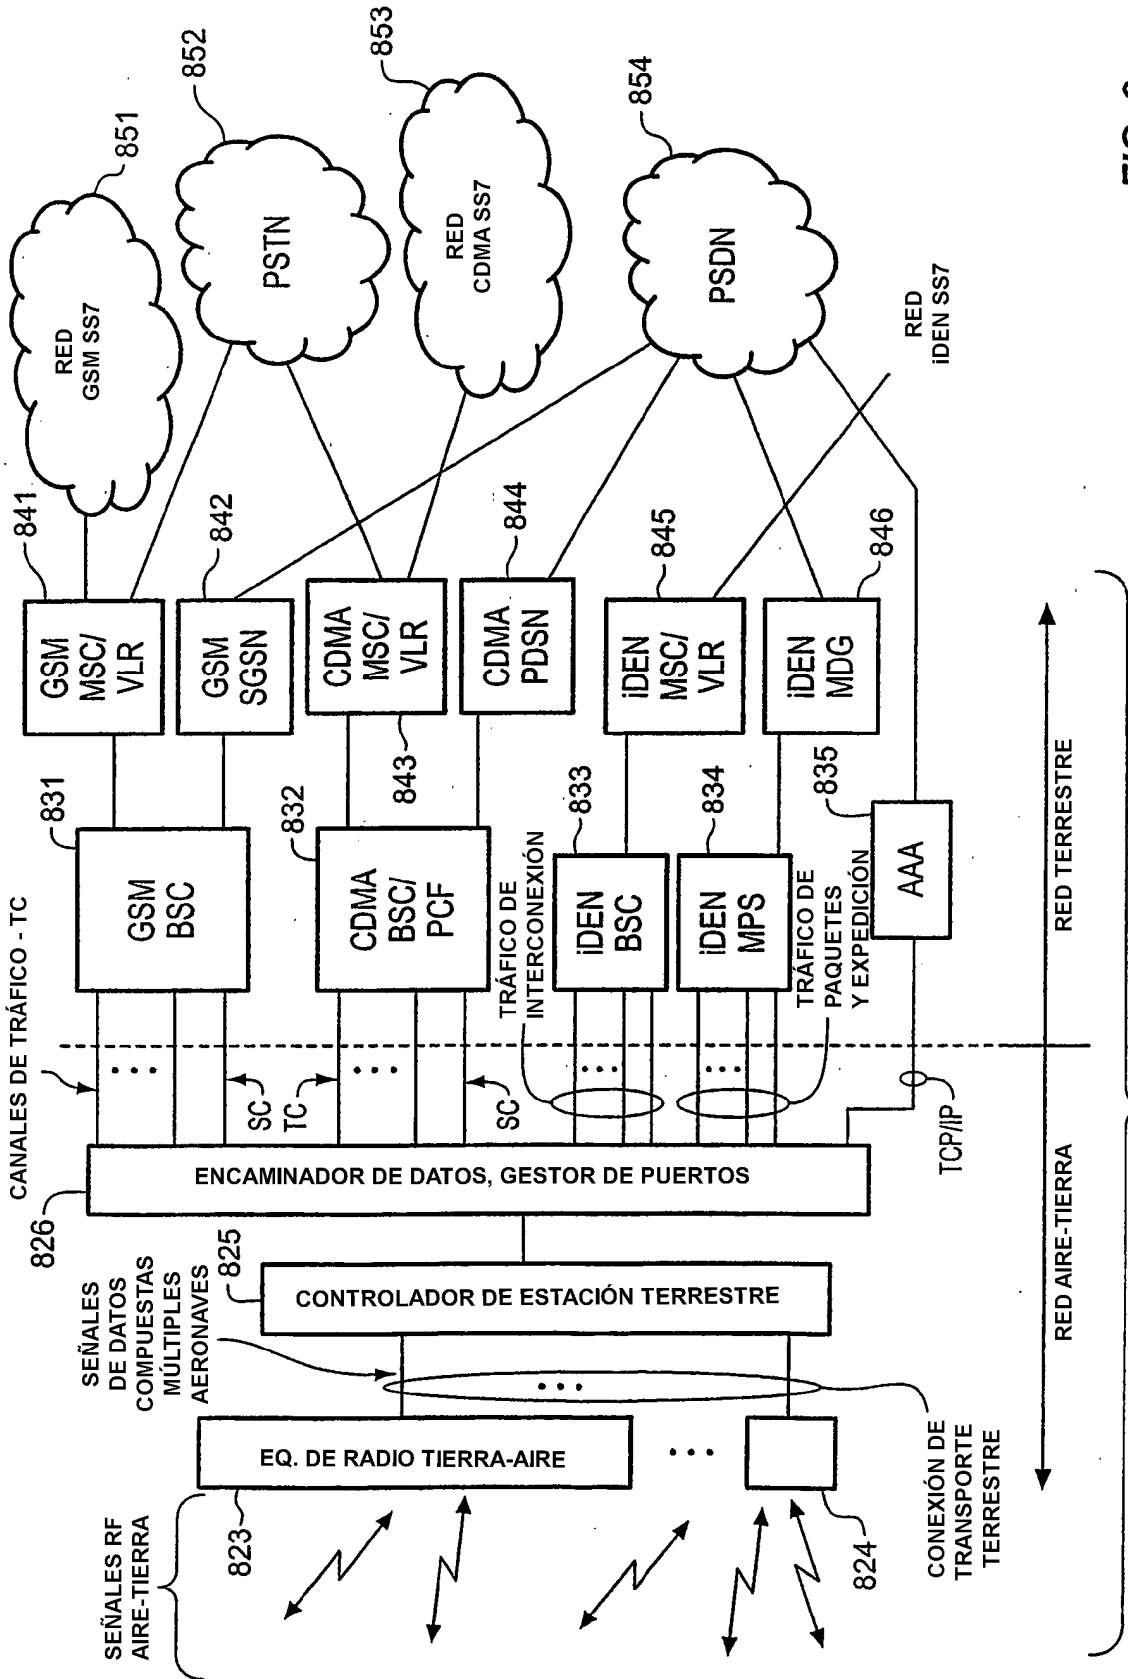 SEÑALES RF
AIRE-TIERRA
823
EQ. DE RADIO TIERRA-AIRE
824
SEÑALES
DE DATOS
COMPUESTAS
MÚLTIPLES
AERONAVES
CONEXIÓN DE
TRANSPORTE
TERRESTRE
825
CONTROLADOR DE ESTACIÓN TERRESTRE
826
ENCAMINADOR DE DATOS, GESTOR DE PUERTOS
CANALES DE TRÁFICO - TC
SC
TC
SC
TRÁFICO DE
INTERCONEXIÓN
TRÁFICO DE
PAQUETES
Y EXPEDICIÓN
TCP/IP
831
GSM
BSC
832
CDMA
BSC/
PCF
833
iDEN
BSC
834
iDEN
MPS
835
AAA
841
GSM
MSC/
VLR
842
GSM
SGSN
843
CDMA
MSC/
VLR
844
CDMA
PDSN
845
iDEN
MSC/
VLR
846
iDEN
MDG
851
RED
GSM SS7
852
PSTN
853
RED
CDMA SS7
854
PSDN
RED
iDEN SS7
RED AIRE-TIERRA
RED TERRESTRE